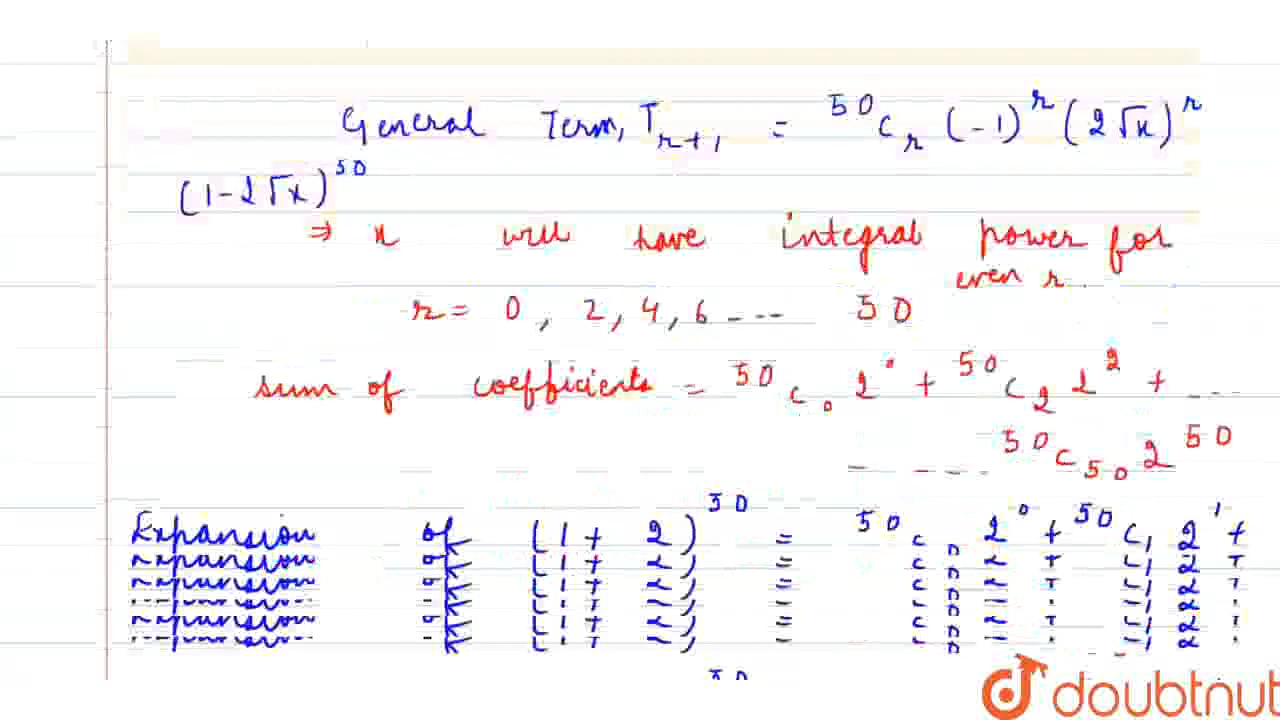 General Term, T_{r+1} = ^{50}C_r (-1)^r (2√x)^r
(1-2√x)^{50}
⇒ x will have integral power for
even r.
r = 0, 2, 4, 6 ---- 50
sum of coefficients = ^{50}C_0 2^0 + ^{50}C_2 2^2 + ...
- - --- ^{50}C_{50} 2^{50}
Expansion of (1 + 2)^{50} = ^{50}C_0 2^0 + ^{50}C_1 2^1 +
50
doubtnut